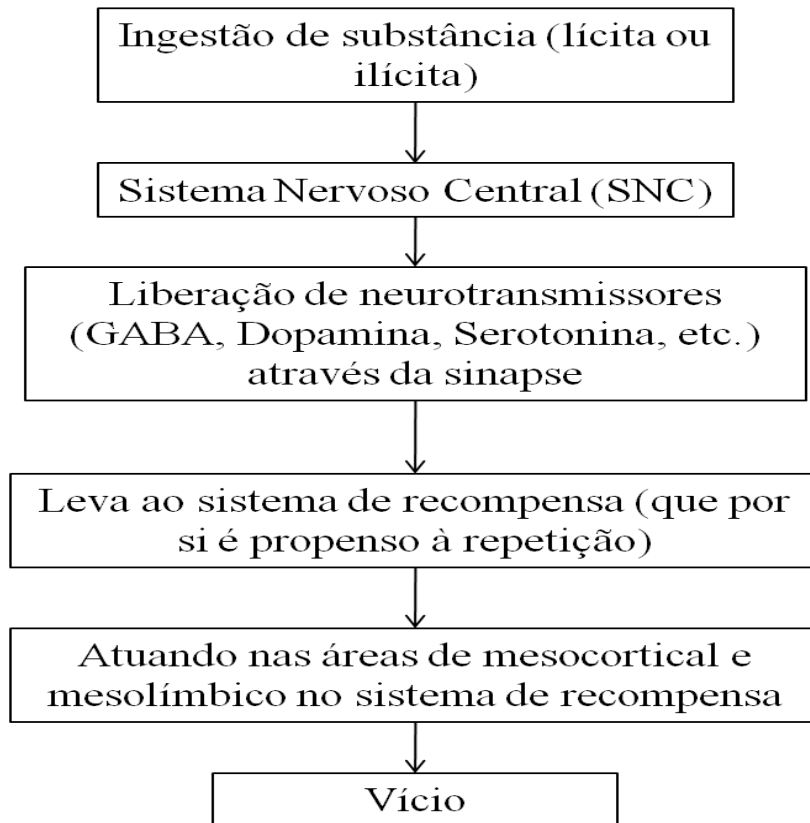 Ingestão de substância (lícita ou
ilícita)
Sistema Nervoso Central (SNC)
Liberação de neurotransmissores
(GABA, Dopamina, Serotonina, etc.)
através da sinapse
Leva ao sistema de recompensa (que por
si é propenso à repetição)
Atuando nas áreas de mesocortical e
mesolímbico no sistema de recompensa
Vício